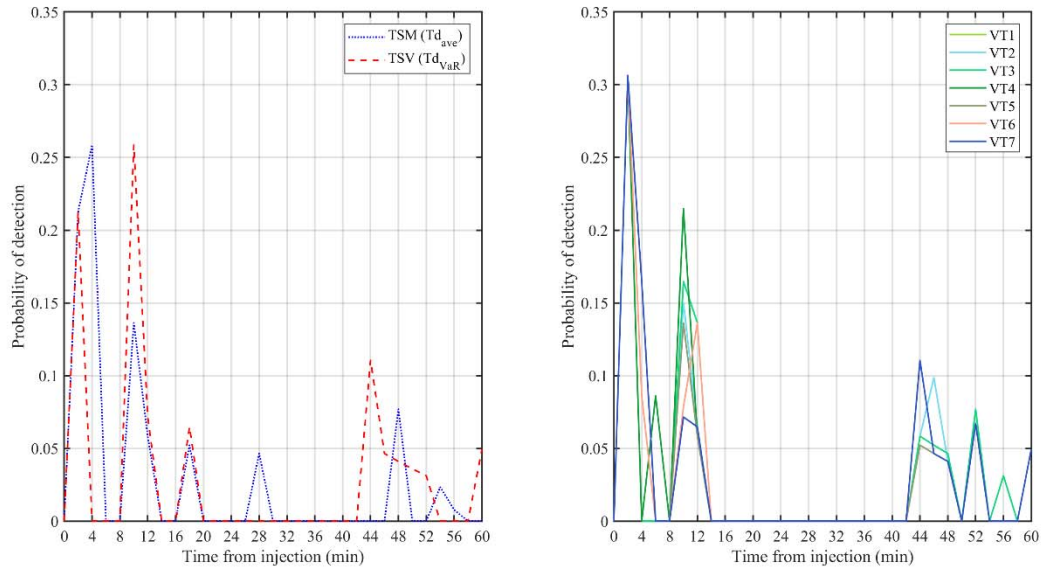 0.35
0.3
0.25
0.2
0.15
0.1
0.05
0
Probability of detection
TSM (Td_ave)
TSV (Td_VaR)
0 4 8 12 16 20 24 28 32 36 40 44 48 52 56 60
Time from injection (min)
0.35
0.3
0.25
0.2
0.15
0.1
0.05
0
Probability of detection
VT1
VT2
VT3
VT4
VT5
VT6
VT7
0 4 8 12 16 20 24 28 32 36 40 44 48 52 56 60
Time from injection (min)